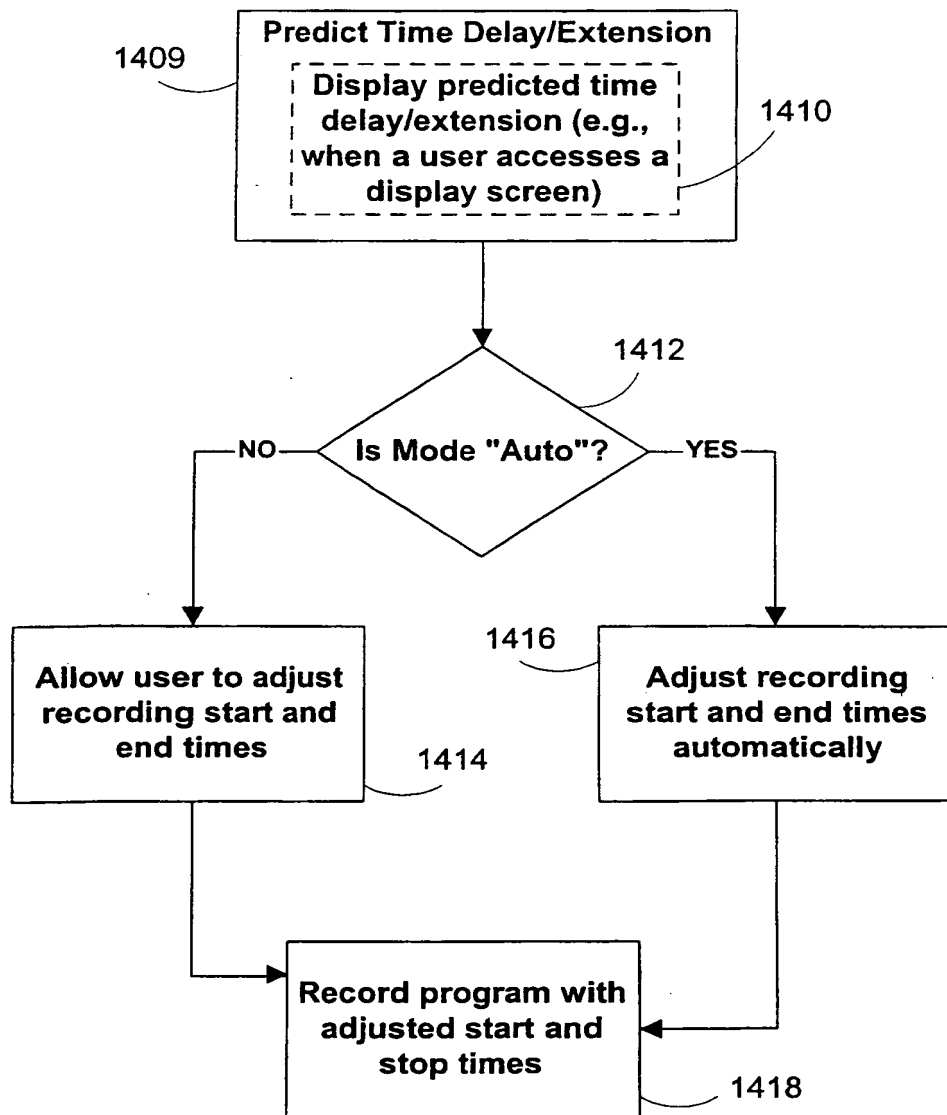 Predict Time Delay/Extension
1409
Display predicted time
delay/extension (e.g.,
when a user accesses a
display screen)
1410
1412
Is Mode "Auto"?
NO
YES
1416
Allow user to adjust
recording start and
end times
1414
Adjust recording
start and end times
automatically
Record program with
adjusted start and
stop times
1418